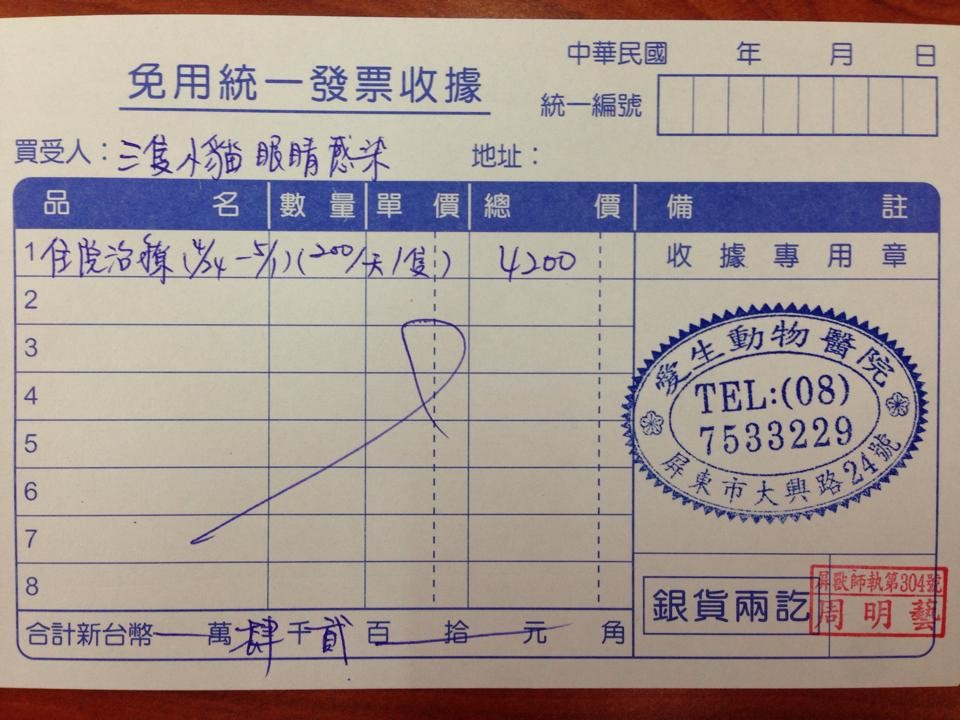 中華民國 年 月 日
免用統一發票收據
統一編號
買受人：三隻小貓 眼睛感染 地址：
品名 數量 單價 總價 備註
1 住院治療 (4/24-5/1)(200/天/隻) 4200
收據專用章
2
3
4
5
6
7
8
愛生動物醫院
TEL:(08)
7533229
屏東市大興路24號
銀貨兩訖
屏獸師執第304號
周明藝
合計新台幣 萬肆千貳百拾元角